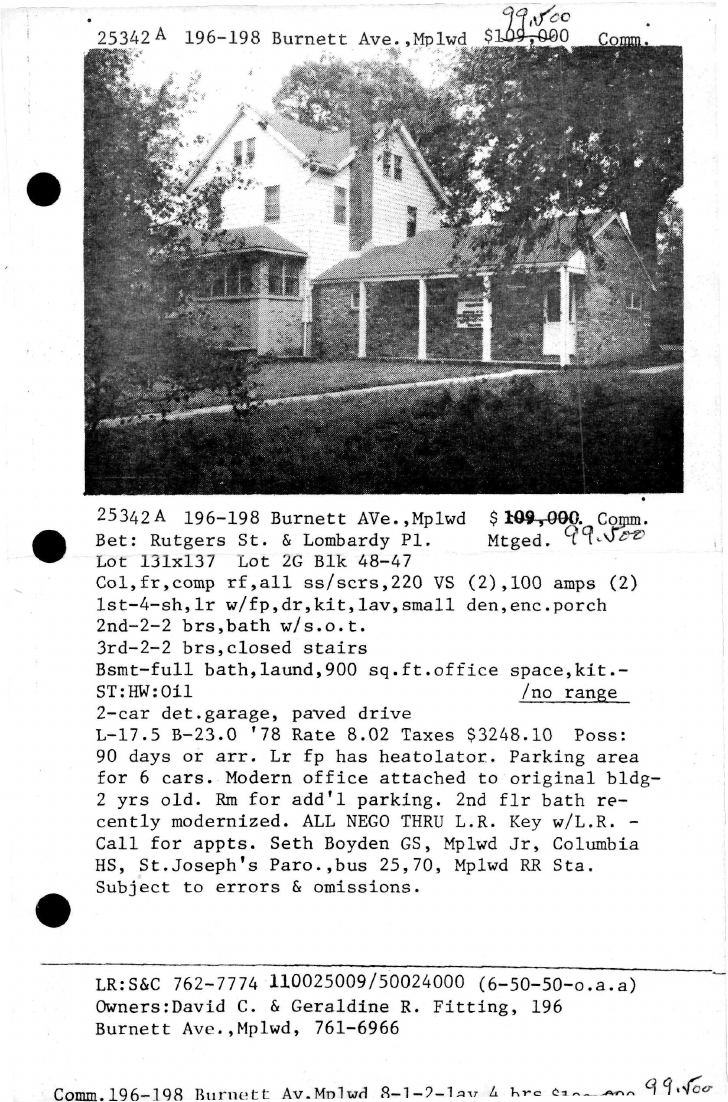 99,500
25342 A 196-198 Burnett Ave.,Mplwd $109,000 Comm.
25342 A 196-198 Burnett AVe.,Mplwd $ 109,000. Comm.
Bet: Rutgers St. & Lombardy Pl. Mtged. 99,500
Lot 131x137 Lot 2G Blk 48-47
Col,fr,comp rf,all ss/scrs,220 VS (2),100 amps (2)
1st-4-sh,lr w/fp,dr,kit,lav,small den,enc.porch
2nd-2-2 brs,bath w/s.o.t.
3rd-2-2 brs,closed stairs
Bsmt-full bath,laund,900 sq.ft.office space,kit.-
ST:HW:Oil /no range
2-car det.garage, paved drive
L-17.5 B-23.0 '78 Rate 8.02 Taxes $3248.10 Poss:
90 days or arr. Lr fp has heatolator. Parking area
for 6 cars. Modern office attached to original bldg-
2 yrs old. Rm for add'l parking. 2nd flr bath re-
cently modernized. ALL NEGO THRU L.R. Key w/L.R. -
Call for appts. Seth Boyden GS, Mplwd Jr, Columbia
HS, St.Joseph's Paro.,bus 25,70, Mplwd RR Sta.
Subject to errors & omissions.
LR:S&C 762-7774 110025009/50024000 (6-50-50-o.a.a)
Owners:David C. & Geraldine R. Fitting, 196
Burnett Ave.,Mplwd, 761-6966
Comm.196-198 Burnett Av.Mplwd 8-1-2-1av 4 brs 99,500